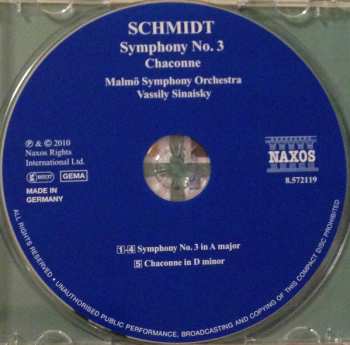 SCHMIDT
Symphony No. 3
Chaconne
Malmö Symphony Orchestra
Vassily Sinaisky
℗ & © 2010
Naxos Rights
International Ltd.
GEMA
MADE IN
GERMANY
NAXOS
8.572119
1-4 Symphony No. 3 in A major
5 Chaconne in D minor
ALL RIGHTS RESERVED • UNAUTHORISED PUBLIC PERFORMANCE, BROADCASTING AND COPYING OF THIS COMPACT DISC PROHIBITED